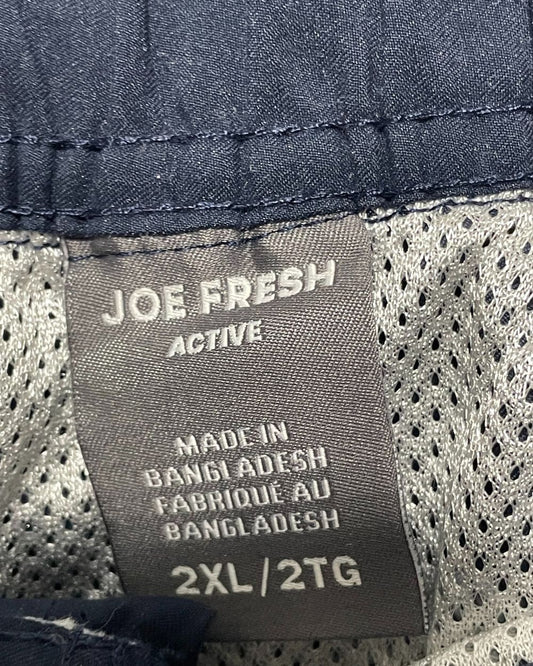 JOE FRESH
ACTIVE
MADE IN
BANGLADESH
FABRIQUÉ AU
BANGLADESH
2XL/2TG